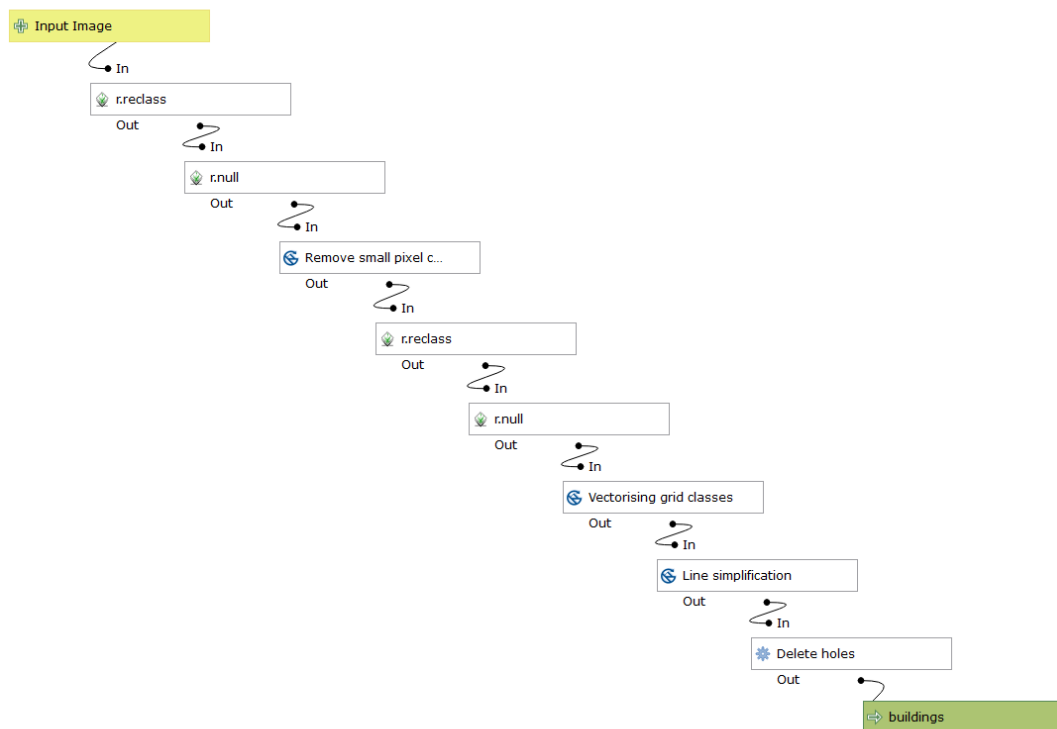 Input Image
In
r.reclass
Out
In
r.null
Out
In
Remove small pixel c...
Out
In
r.reclass
Out
In
r.null
Out
In
Vectorising grid classes
Out
In
Line simplification
Out
In
Delete holes
Out
buildings